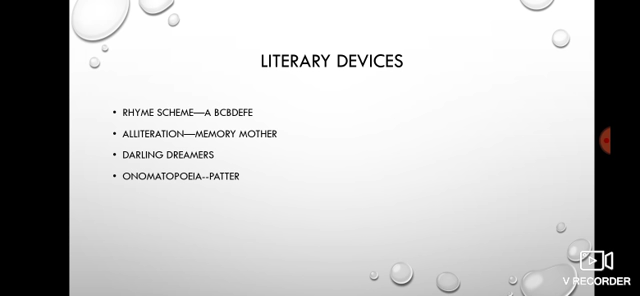 LITERARY DEVICES
• RHYME SCHEME—A BCBDEFE
• ALLITERATION—MEMORY MOTHER
• DARLING DREAMERS
• ONOMATOPOEIA--PATTER
V RECORDER